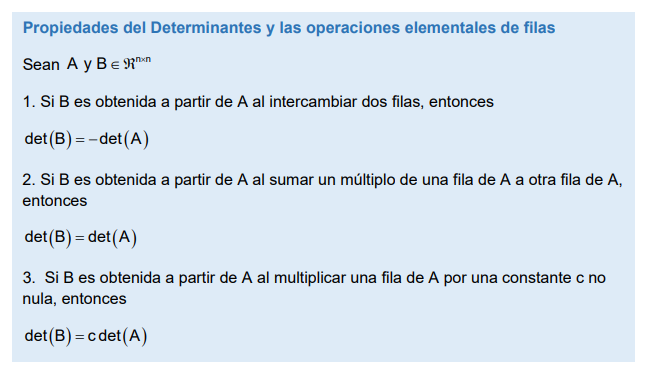 Propiedades del Determinantes y las operaciones elementales de filas
Sean A y B ∈ ℜⁿˣⁿ
1. Si B es obtenida a partir de A al intercambiar dos filas, entonces
det(B) = −det(A)
2. Si B es obtenida a partir de A al sumar un múltiplo de una fila de A a otra fila de A,
entonces
det(B) = det(A)
3. Si B es obtenida a partir de A al multiplicar una fila de A por una constante c no
nula, entonces
det(B) = c det(A)